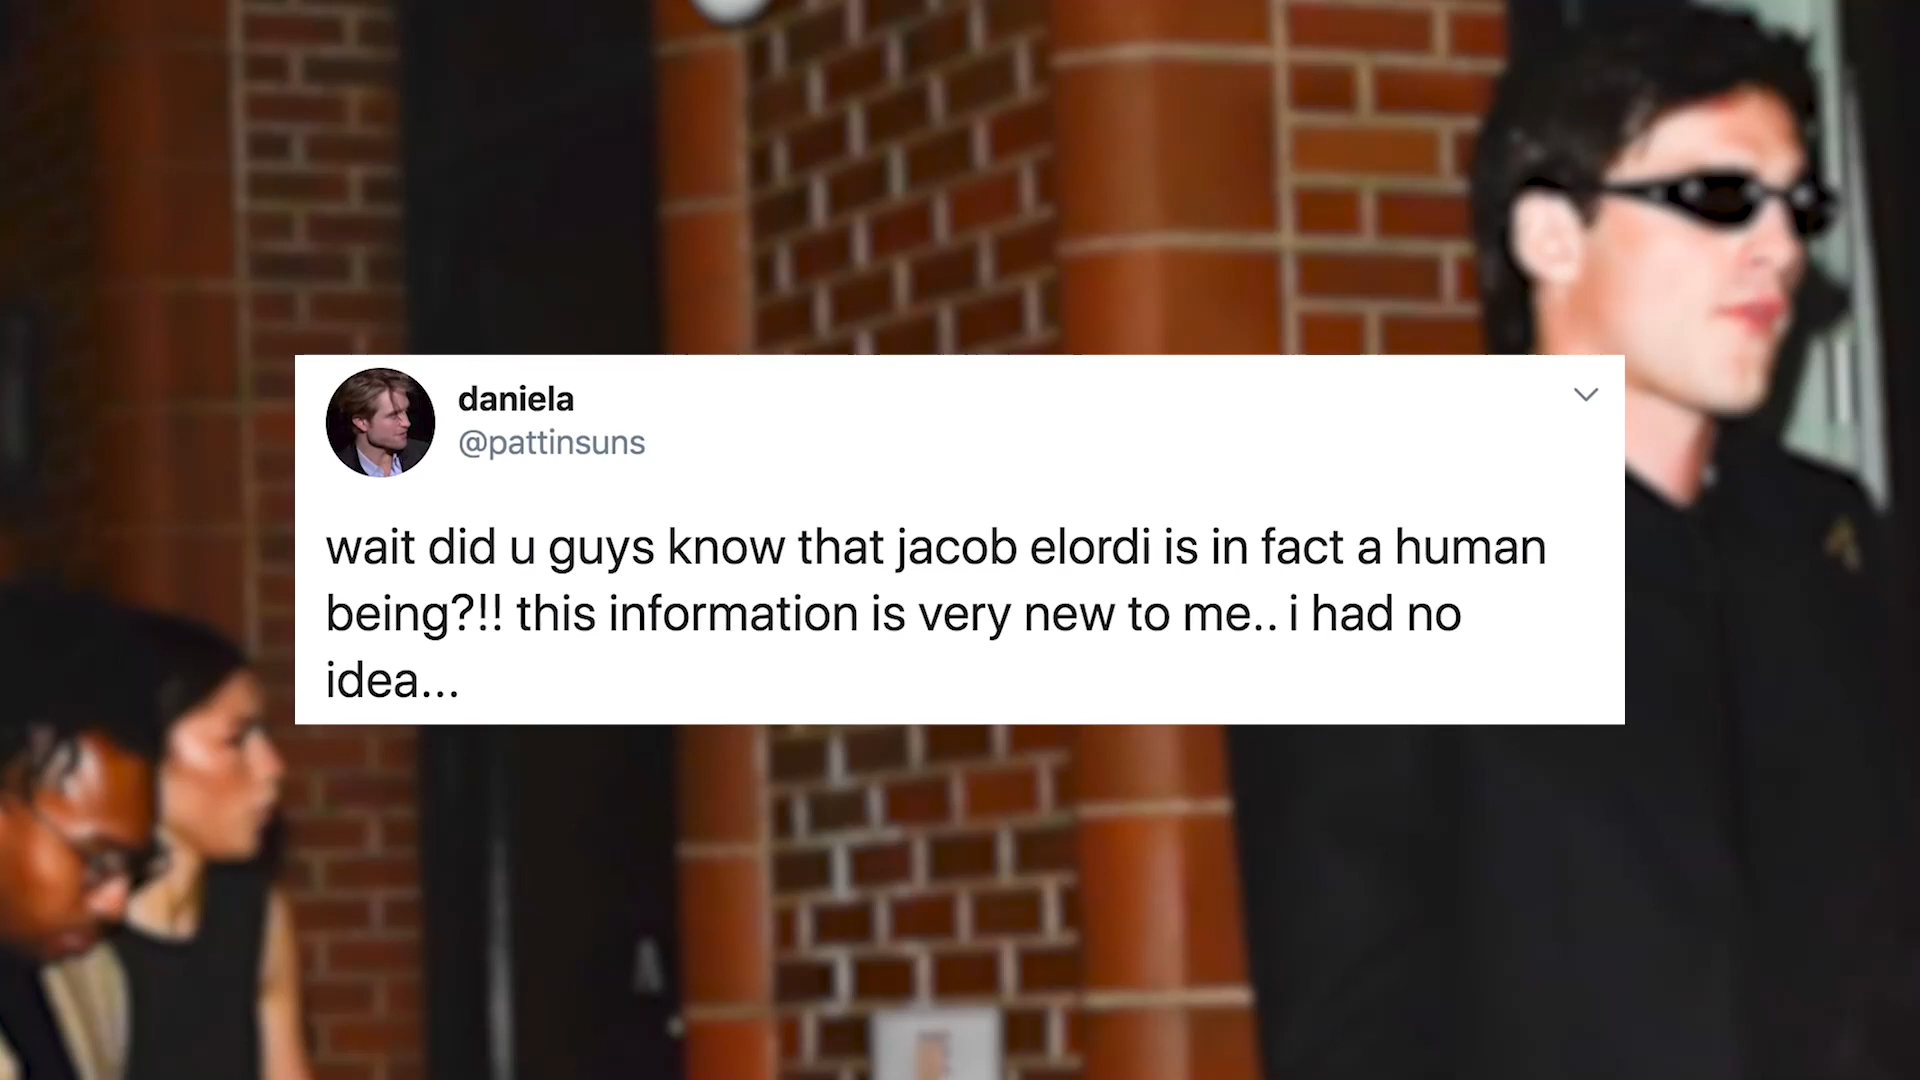 daniela
@pattinsuns
wait did u guys know that jacob elordi is in fact a human
being?!! this information is very new to me.. i had no
idea...